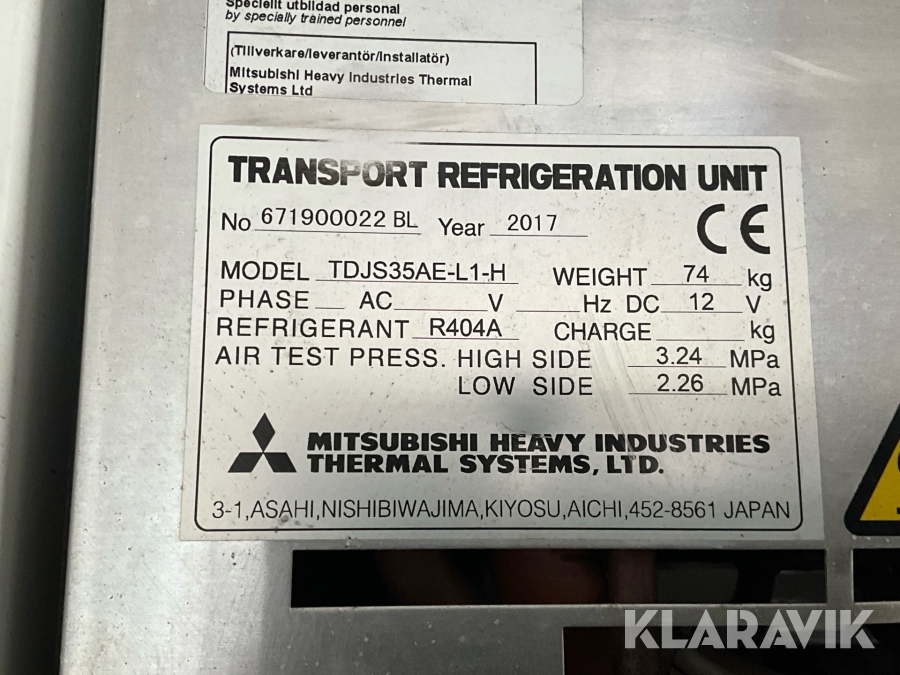 Speciellt utbildad personal
by specially trained personnel
(Tillverkare/leverantör/Installatör)
Mitsubishi Heavy Industries Thermal
Systems Ltd
TRANSPORT REFRIGERATION UNIT
No 671900022 BL Year 2017
CE
MODEL TDJS35AE-L1-H WEIGHT 74 kg
PHASE AC V Hz DC 12 V
REFRIGERANT R404A CHARGE kg
AIR TEST PRESS. HIGH SIDE 3.24 MPa
LOW SIDE 2.26 MPa
MITSUBISHI HEAVY INDUSTRIES
THERMAL SYSTEMS, LTD.
3-1,ASAHI,NISHIBIWAJIMA,KIYOSU,AICHI,452-8561 JAPAN
KLARAVIK